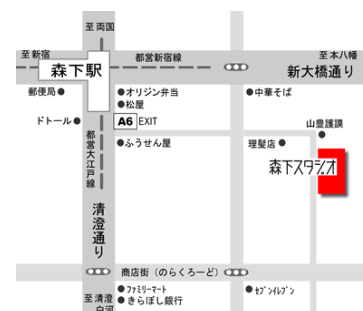 至両国
至新宿
都営新宿線
至本八幡
森下駅
新大橋通り
郵便局
オリジン弁当
松屋
中華そば
ドトール
A6 EXIT
山豊護謨
ふうせん屋
理髪店
都営大江戸線
森下スタジオ
清澄通り
商店街（のらくろーど）
ファミリーマート
セブンイレブン
至清澄白河
きらぼし銀行